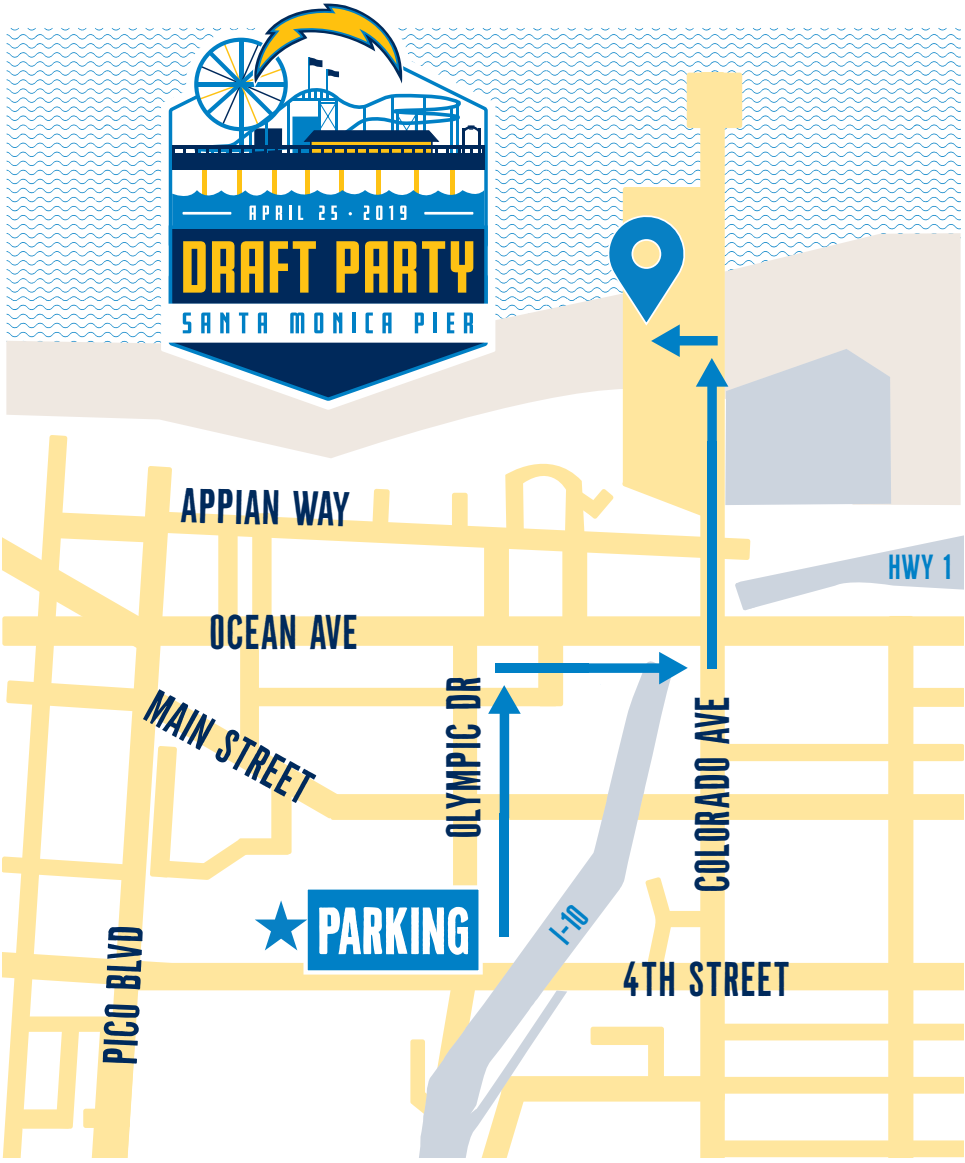 APRIL 25 · 2019
DRAFT PARTY
SANTA MONICA PIER
APPIAN WAY
HWY 1
OCEAN AVE
MAIN STREET
OLYMPIC DR
COLORADO AVE
PARKING
I-10
4TH STREET
PICO BLVD